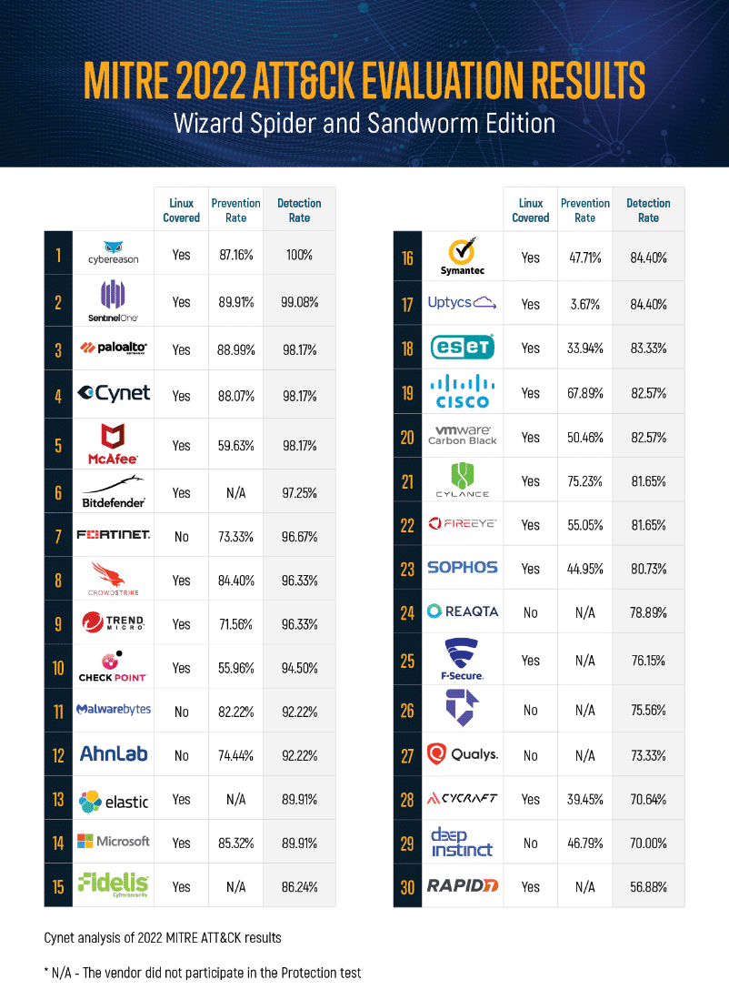 MITRE 2022 ATT&CK EVALUATION RESULTS
Wizard Spider and Sandworm Edition
Linux Covered Prevention Rate Detection Rate
1 cybereason Yes 87.16% 100%
2 SentinelOne Yes 89.91% 99.08%
3 paloalto NETWORKS Yes 88.99% 98.17%
4 Cynet Yes 88.07% 98.17%
5 McAfee Yes 59.63% 98.17%
6 Bitdefender Yes N/A 97.25%
7 FORTINET No 73.33% 96.67%
8 CROWDSTRIKE Yes 84.40% 96.33%
9 TREND MICRO Yes 71.56% 96.33%
10 CHECK POINT Yes 55.96% 94.50%
11 Malwarebytes No 82.22% 92.22%
12 AhnLab No 74.44% 92.22%
13 elastic Yes N/A 89.91%
14 Microsoft Yes 85.32% 89.91%
15 Fidelis Cybersecurity Yes N/A 86.24%
Linux Covered Prevention Rate Detection Rate
16 Symantec Yes 47.71% 84.40%
17 Uptycs Yes 3.67% 84.40%
18 eseT Yes 33.94% 83.33%
19 CISCO Yes 67.89% 82.57%
20 vmware Carbon Black Yes 50.46% 82.57%
21 CYLANCE Yes 75.23% 81.65%
22 FIREEYE Yes 55.05% 81.65%
23 SOPHOS Yes 44.95% 80.73%
24 REAQTA No N/A 78.89%
25 F-Secure. Yes N/A 76.15%
26 No N/A 75.56%
27 Qualys. No N/A 73.33%
28 CYCRAFT Yes 39.45% 70.64%
29 deep instinct No 46.79% 70.00%
30 RAPID7 Yes N/A 56.88%
Cynet analysis of 2022 MITRE ATT&CK results
* N/A - The vendor did not participate in the Protection test